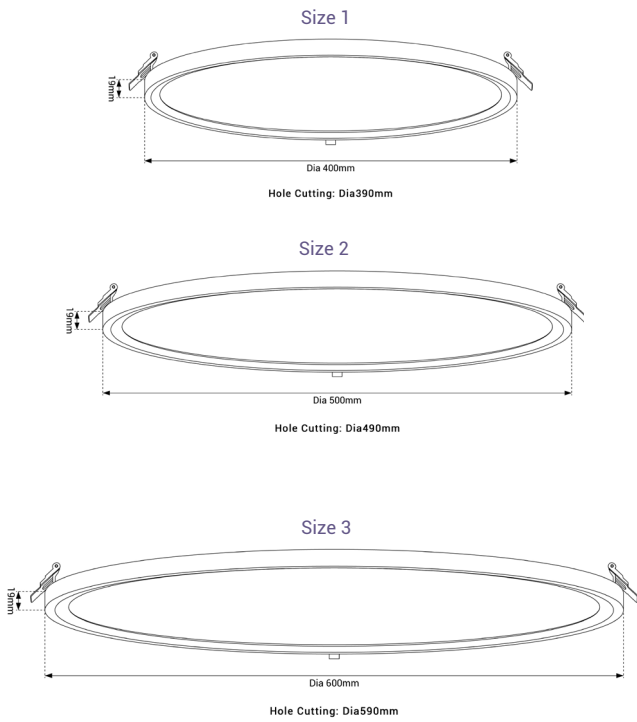 Size 1
19mm
Dia 400mm
Hole Cutting: Dia390mm
Size 2
19mm
Dia 500mm
Hole Cutting: Dia490mm
Size 3
19mm
Dia 600mm
Hole Cutting: Dia590mm